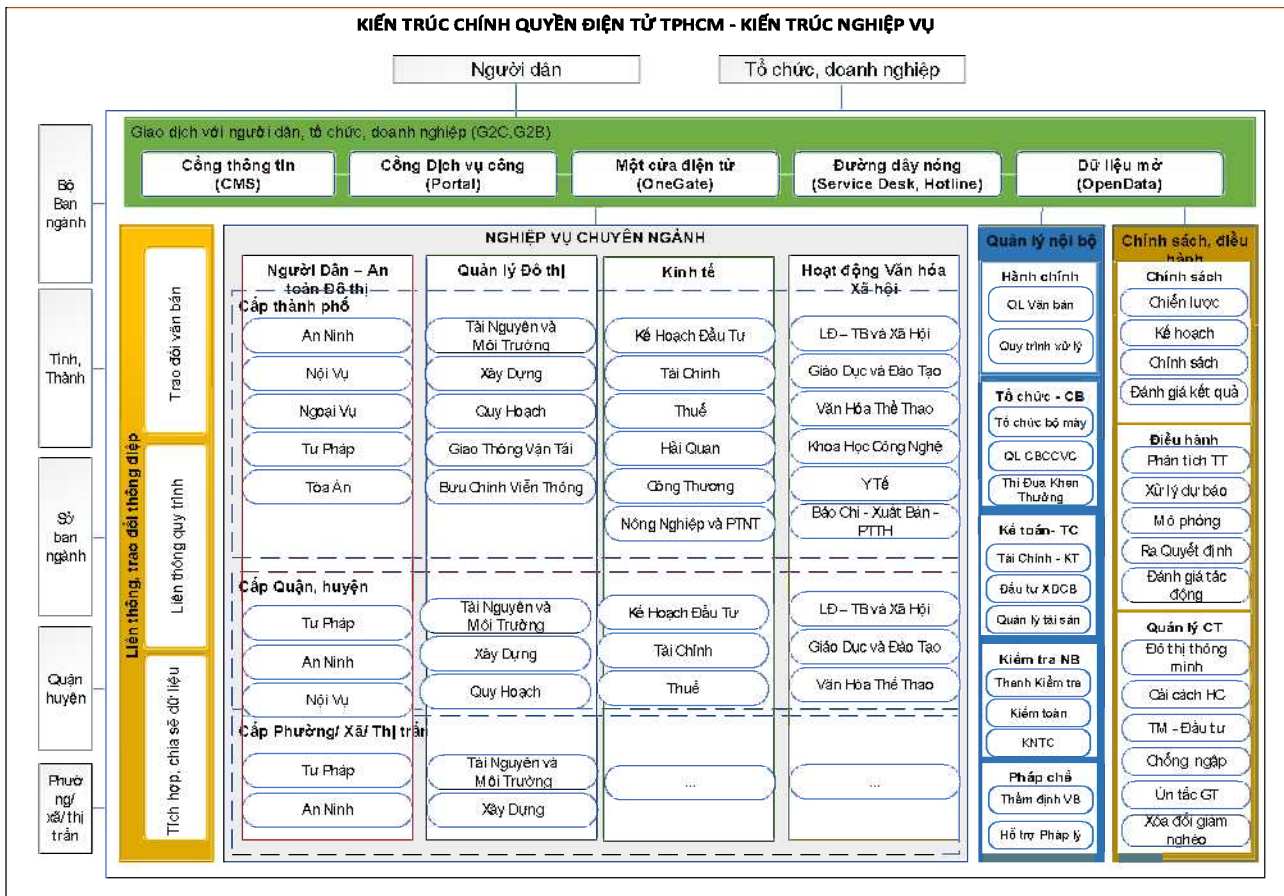 KIẾN TRÚC CHÍNH QUYỀN ĐIỆN TỬ TPHCM - KIẾN TRÚC NGHIỆP VỤ
Người dân
Tổ chức, doanh nghiệp
Giao dịch với người dân, tổ chức, doanh nghiệp (G2C,G2B)
Cổng thông tin
(CMS)
Cổng Dịch vụ công
(Portal)
Một cửa điện tử
(OneGate)
Đường dây nóng
(Service Desk, Hotline)
Dữ liệu mở
(OpenData)
Bộ
Ban
ngành
Tỉnh,
Thành
Sở
ban
ngành
Quận
huyện
Phườ
ng/
xã/thị
trấn
Liên thông, trao đổi thông điệp
Trao đổi văn bản
Liên thông quy trình
Tích hợp, chia sẻ dữ liệu
NGHIỆP VỤ CHUYÊN NGÀNH
Người Dân – An
toàn Đô thị
Quản lý Đô thị
Kinh tế
Hoạt động Văn hóa
Xã hội
Cấp thành phố
An Ninh
Nội Vụ
Ngoại Vụ
Tư Pháp
Tòa Án
Tài Nguyên và
Môi Trường
Xây Dựng
Quy Hoạch
Giao Thông Vận Tải
Bưu Chính Viễn Thông
Kế Hoạch Đầu Tư
Tài Chính
Thuế
Hải Quan
Công Thương
Nông Nghiệp và PTNT
LĐ – TB và Xã Hội
Giáo Dục và Đào Tạo
Văn Hóa Thể Thao
Khoa Học Công Nghệ
Y Tế
Báo Chí - Xuất Bản –
PTTH
Cấp Quận, huyện
Tư Pháp
An Ninh
Nội Vụ
Tài Nguyên và
Môi Trường
Xây Dựng
Quy Hoạch
Kế Hoạch Đầu Tư
Tài Chính
Thuế
LĐ – TB và Xã Hội
Giáo Dục và Đào Tạo
Văn Hóa Thể Thao
Cấp Phường/ Xã/ Thị trấn
Tư Pháp
An Ninh
Tài Nguyên và
Môi Trường
Xây Dựng
...
...
Quản lý nội bộ
Hành chính
QL Văn bản
Quy trình xử lý
Tổ chức - CB
Tổ chức bộ máy
QL CBCCVC
Thi Đua Khen
Thưởng
Kế toán- TC
Tài Chính - KT
Đầu tư XDCB
Quản lý tài sản
Kiểm tra NB
Thanh Kiểm tra
Kiểm toán
KNTC
Pháp chế
Thẩm định VB
Hỗ trợ Pháp lý
Chính sách, điều
hành
Chính sách
Chiến lược
Kế hoạch
Chính sách
Đánh giá kết quả
Điều hành
Phân tích TT
Xử lý dự báo
Mô phỏng
Ra Quyết định
Đánh giá tác
động
Quản lý CT
Đô thị thông
minh
Cải cách HC
TM - Đầu tư
Chống ngập
Ùn tắc GT
Xóa đói giảm
nghèo